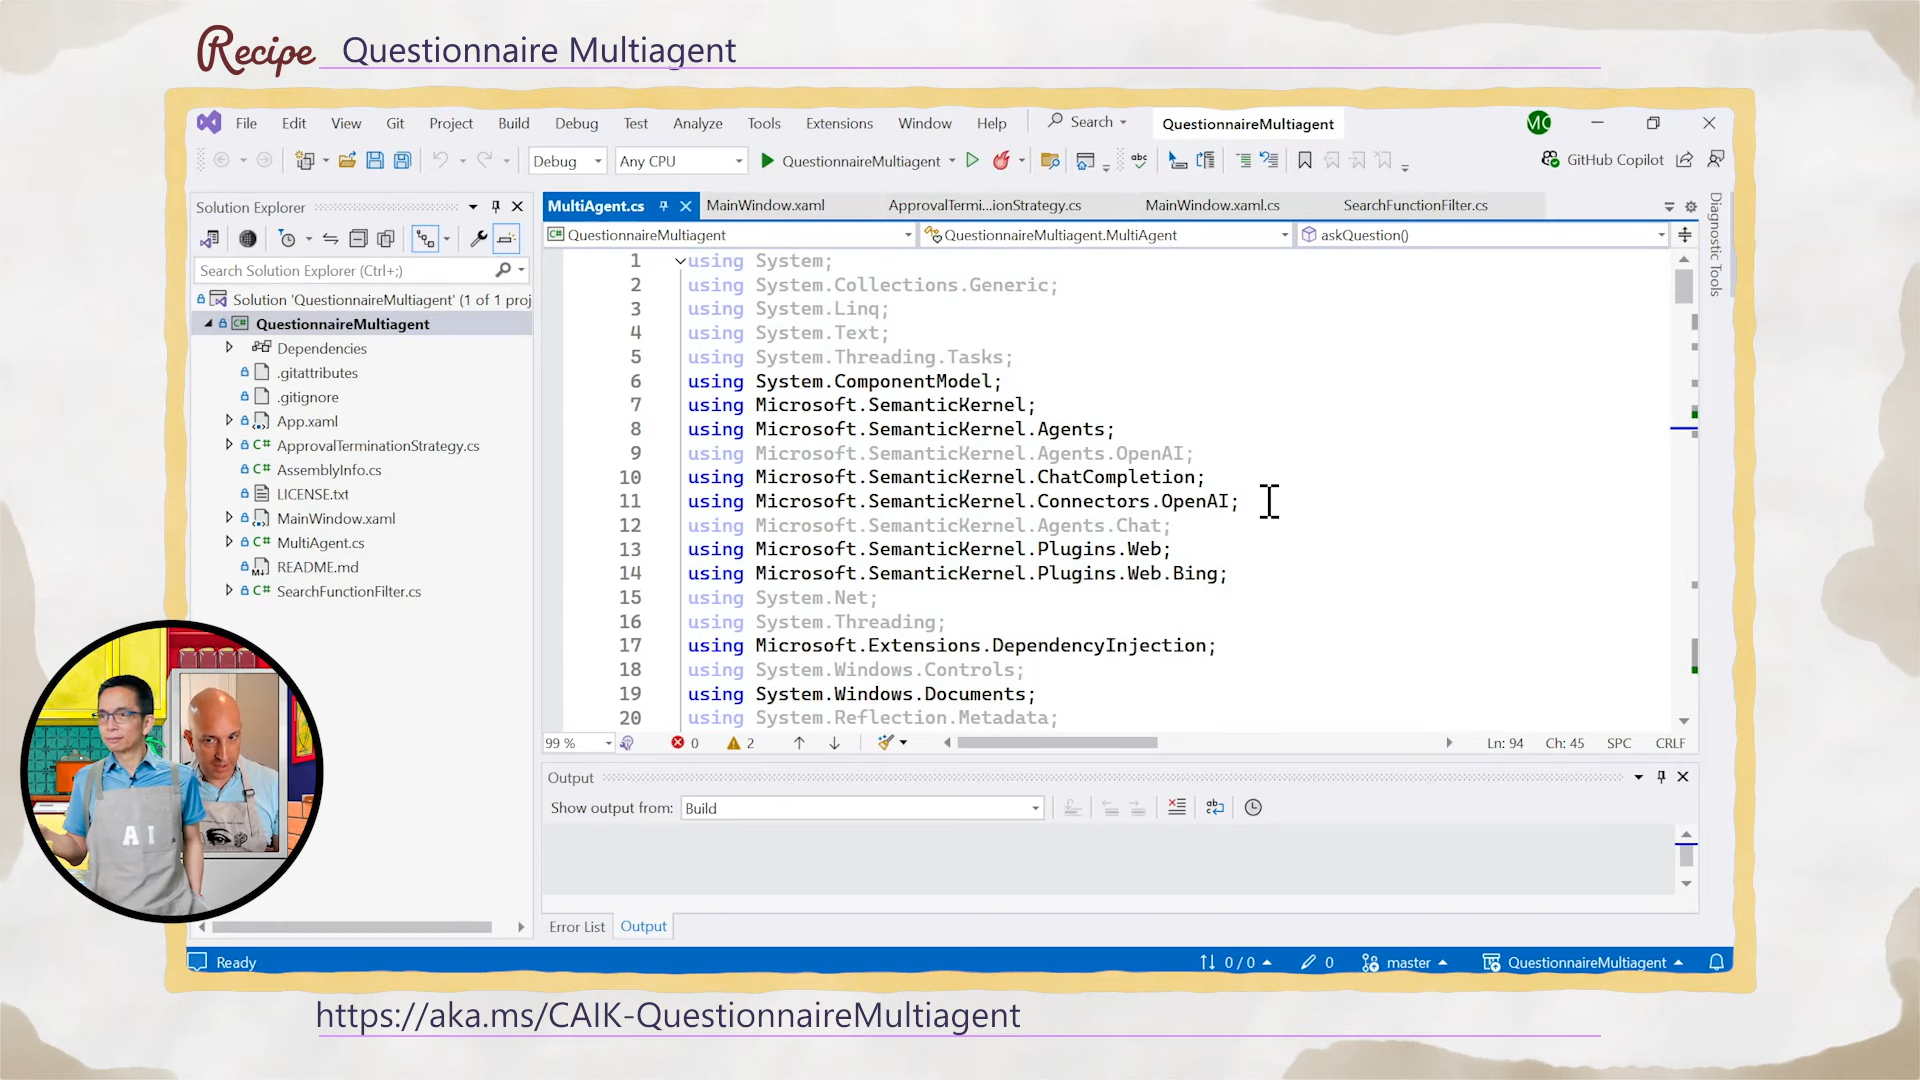 Recipe Questionnaire Multiagent
File Edit View Git Project Build Debug Test Analyze Tools Extensions Window Help Search QuestionnaireMultiagent MC
Debug Any CPU QuestionnaireMultiagent abc GitHub Copilot
Solution Explorer
Search Solution Explorer (Ctrl+;)
Solution 'QuestionnaireMultiagent' (1 of 1 proj
C# QuestionnaireMultiagent
Dependencies
.gitattributes
.gitignore
App.xaml
C# ApprovalTerminationStrategy.cs
C# AssemblyInfo.cs
LICENSE.txt
MainWindow.xaml
C# MultiAgent.cs
README.md
C# SearchFunctionFilter.cs
MultiAgent.cs MainWindow.xaml ApprovalTermi...ionStrategy.cs MainWindow.xaml.cs SearchFunctionFilter.cs
C# QuestionnaireMultiagent QuestionnaireMultiagent.MultiAgent askQuestion()
1 using System;
2 using System.Collections.Generic;
3 using System.Linq;
4 using System.Text;
5 using System.Threading.Tasks;
6 using System.ComponentModel;
7 using Microsoft.SemanticKernel;
8 using Microsoft.SemanticKernel.Agents;
9 using Microsoft.SemanticKernel.Agents.OpenAI;
10 using Microsoft.SemanticKernel.ChatCompletion;
11 using Microsoft.SemanticKernel.Connectors.OpenAI;
12 using Microsoft.SemanticKernel.Agents.Chat;
13 using Microsoft.SemanticKernel.Plugins.Web;
14 using Microsoft.SemanticKernel.Plugins.Web.Bing;
15 using System.Net;
16 using System.Threading;
17 using Microsoft.Extensions.DependencyInjection;
18 using System.Windows.Controls;
19 using System.Windows.Documents;
20 using System.Reflection.Metadata;
99 % 0 2 Ln: 94 Ch: 45 SPC CRLF
Diagnostic Tools
Output
Show output from: Build
Error List Output
Ready 0 / 0 0 master QuestionnaireMultiagent
AI
https://aka.ms/CAIK-QuestionnaireMultiagent